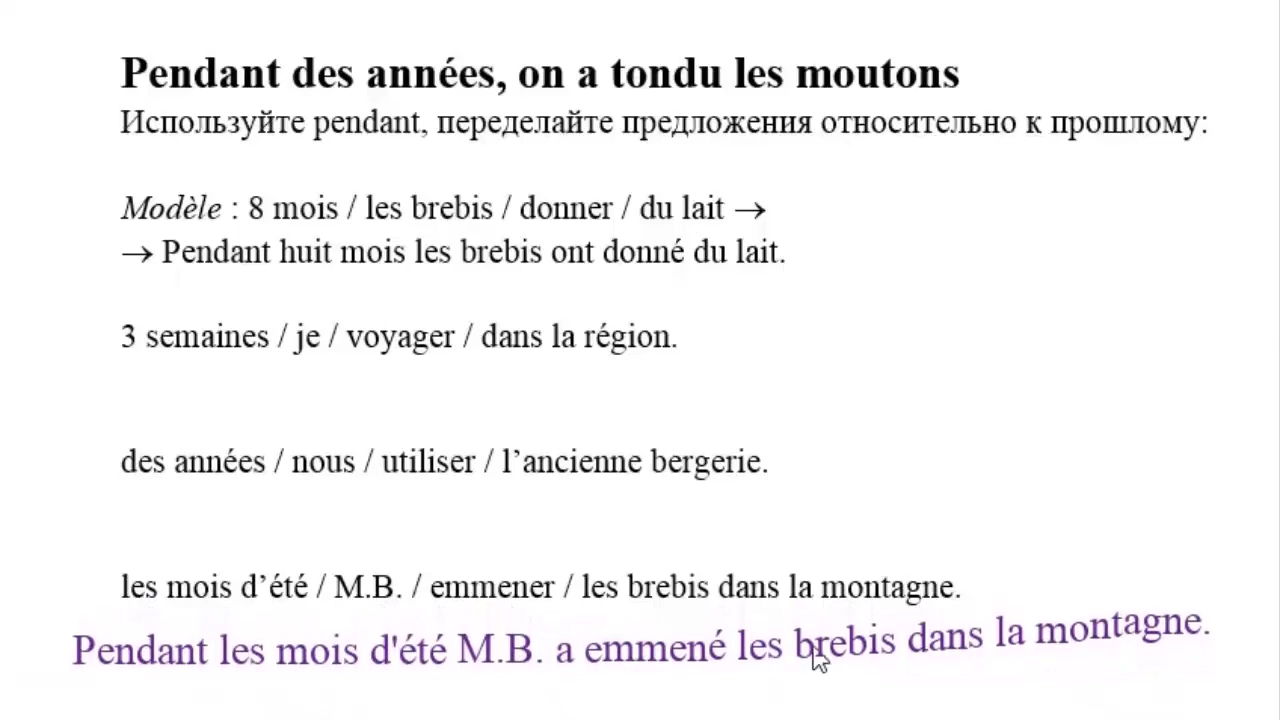 Pendant des années, on a tondu les moutons
Используйте pendant, переделайте предложения относительно к прошлому:
Modèle : 8 mois / les brebis / donner / du lait →
→ Pendant huit mois les brebis ont donné du lait.
3 semaines / je / voyager / dans la région.
des années / nous / utiliser / l’ancienne bergerie.
les mois d’été / M.B. / emmener / les brebis dans la montagne.
Pendant les mois d'été M.B. a emmené les brebis dans la montagne.